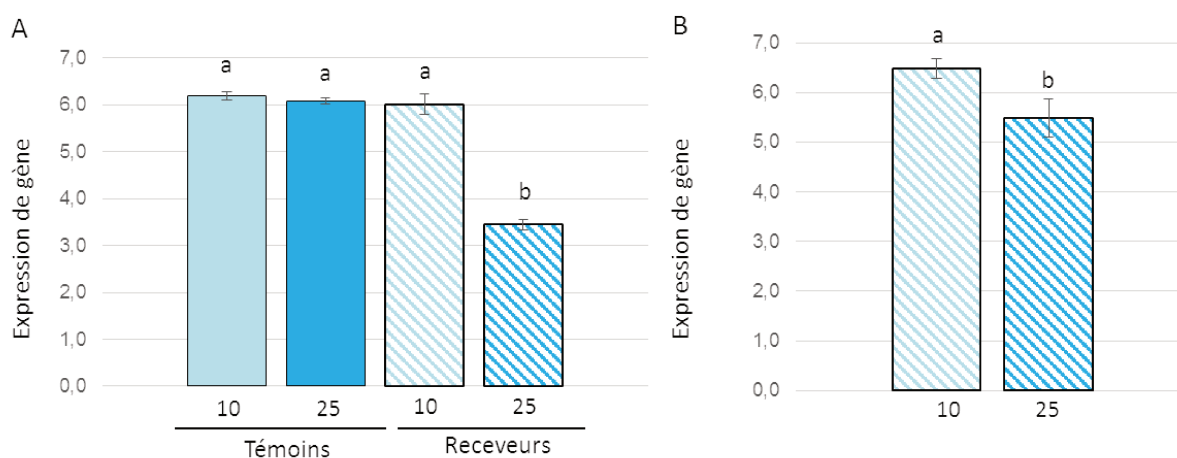 A
Expression de gène
7,0
6,0
5,0
4,0
3,0
2,0
1,0
0,0
a a a b
10 25 10 25
Témoins Receveurs
B
Expression de gène
7,0
6,0
5,0
4,0
3,0
2,0
1,0
0,0
a b
10 25